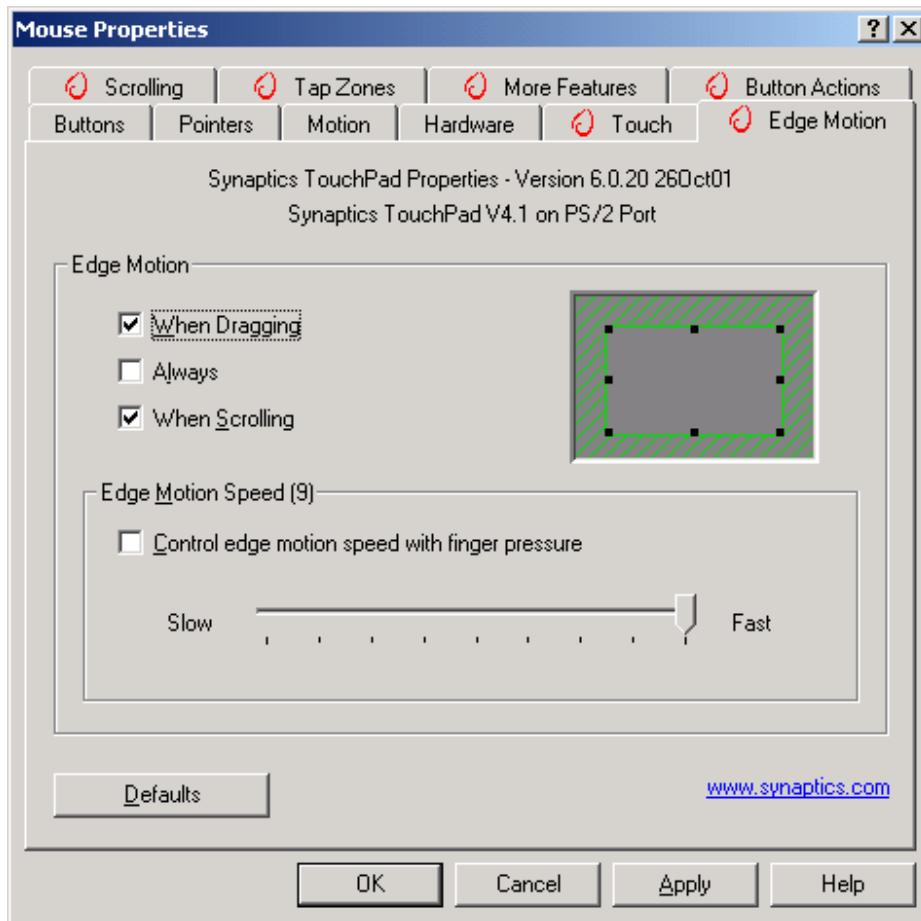 Mouse Properties
Scrolling Tap Zones More Features Button Actions
Buttons Pointers Motion Hardware Touch Edge Motion
Synaptics TouchPad Properties - Version 6.0.20 26Oct01
Synaptics TouchPad V4.1 on PS/2 Port
Edge Motion
When Dragging
Always
When Scrolling
Edge Motion Speed (9)
Control edge motion speed with finger pressure
Slow Fast
Defaults www.synaptics.com
OK Cancel Apply Help